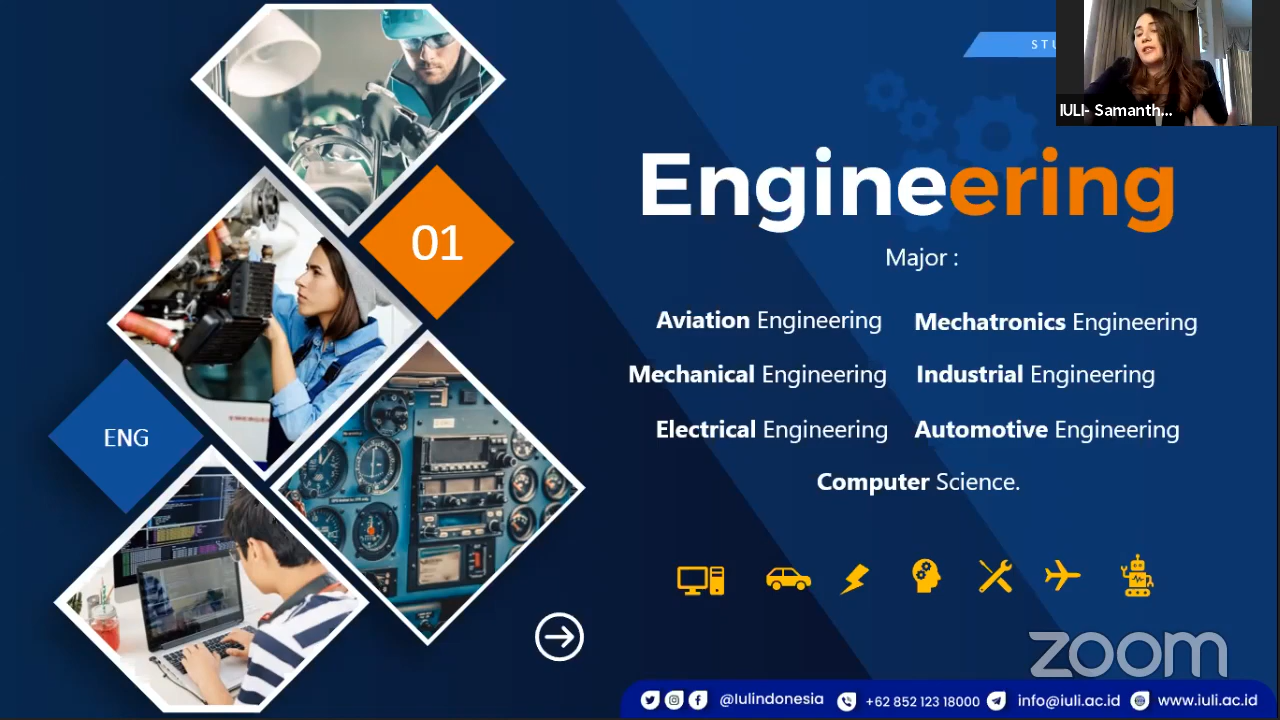 STU
IULI- Samanth...
Engineering
01
Major :
Aviation Engineering
Mechatronics Engineering
Mechanical Engineering
Industrial Engineering
ENG
Electrical Engineering
Automotive Engineering
Computer Science.
zoom
@Iulindonesia
+62 852 123 18000
info@iuli.ac.id
www.iuli.ac.id